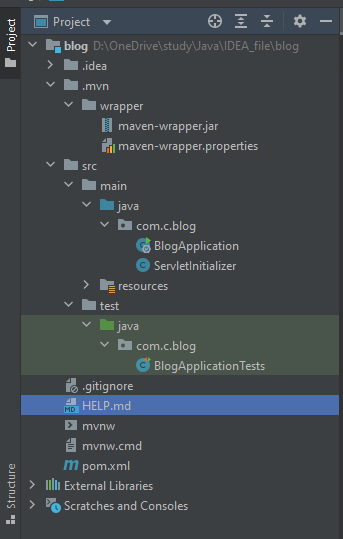 Project
Project
blog D:\OneDrive\study\Java\IDEA_file\blog
.idea
.mvn
wrapper
maven-wrapper.jar
maven-wrapper.properties
src
main
java
com.c.blog
BlogApplication
ServletInitializer
resources
test
java
com.c.blog
BlogApplicationTests
.gitignore
HELP.md
mvnw
mvnw.cmd
pom.xml
External Libraries
Scratches and Consoles
Structure